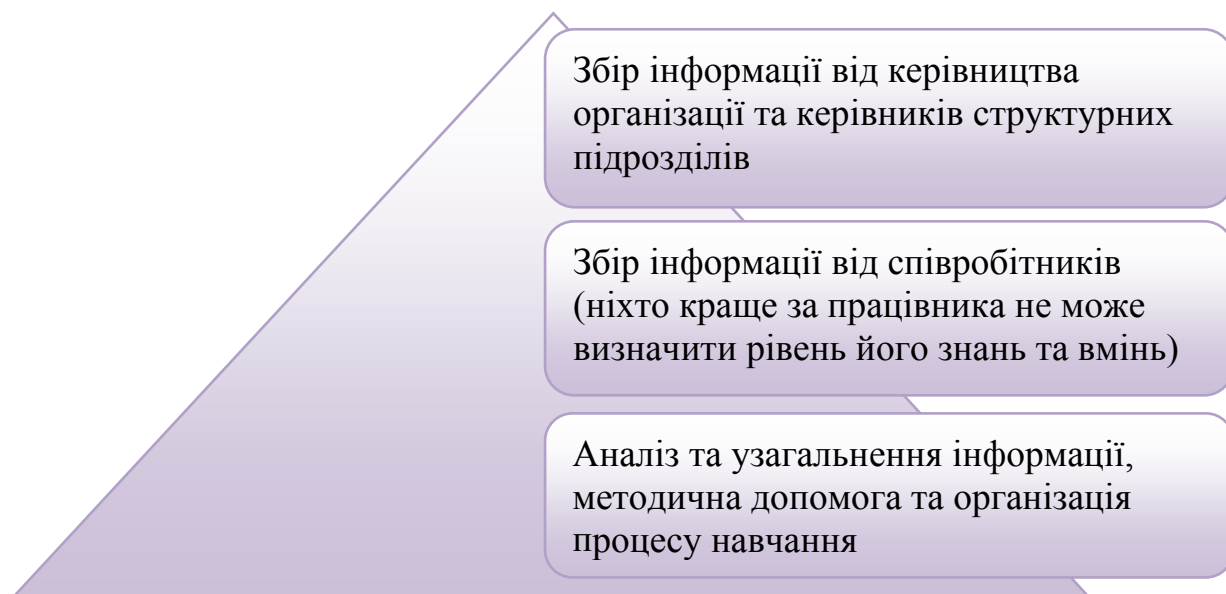 Збір інформації від керівництва
організації та керівників структурних
підрозділів
Збір інформації від співробітників
(ніхто краще за працівника не може
визначити рівень його знань та вмінь)
Аналіз та узагальнення інформації,
методична допомога та організація
процесу навчання